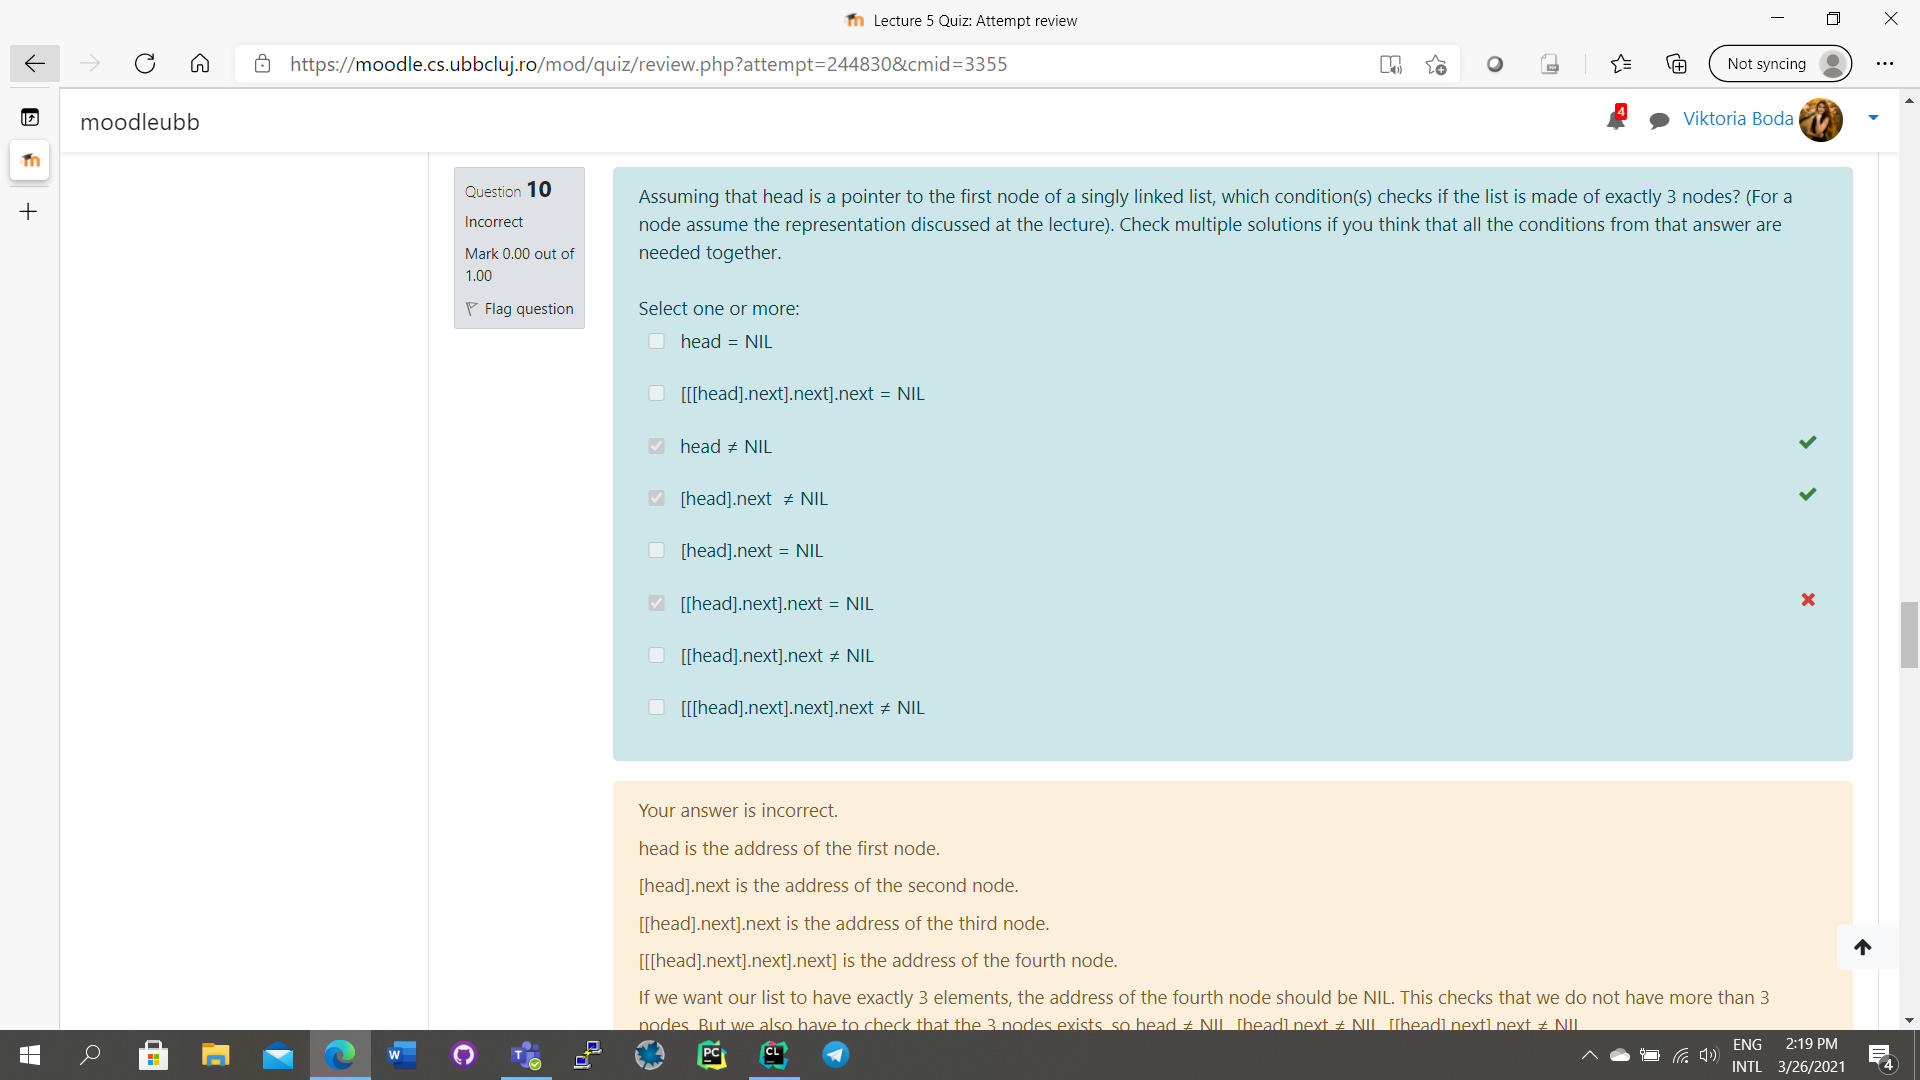 Lecture 5 Quiz: Attempt review
https://moodle.cs.ubbcluj.ro/mod/quiz/review.php?attempt=244830&cmid=3355
Not syncing
moodleubb
4
Viktoria Boda
Question 10
Incorrect
Mark 0.00 out of
1.00
Flag question
Assuming that head is a pointer to the first node of a singly linked list, which condition(s) checks if the list is made of exactly 3 nodes? (For a
node assume the representation discussed at the lecture). Check multiple solutions if you think that all the conditions from that answer are
needed together.
Select one or more:
head = NIL
[[[head].next].next].next = NIL
head ≠ NIL
[head].next ≠ NIL
[head].next = NIL
[[head].next].next = NIL
[[head].next].next ≠ NIL
[[[head].next].next].next ≠ NIL
Your answer is incorrect.
head is the address of the first node.
[head].next is the address of the second node.
[[head].next].next is the address of the third node.
[[[head].next].next].next] is the address of the fourth node.
If we want our list to have exactly 3 elements, the address of the fourth node should be NIL. This checks that we do not have more than 3
nodes. But we also have to check that the 3 nodes exists, so head ≠ NIL, [head].next ≠ NIL, [[head].next].next ≠ NIL
ENG
INTL
2:19 PM
3/26/2021
4